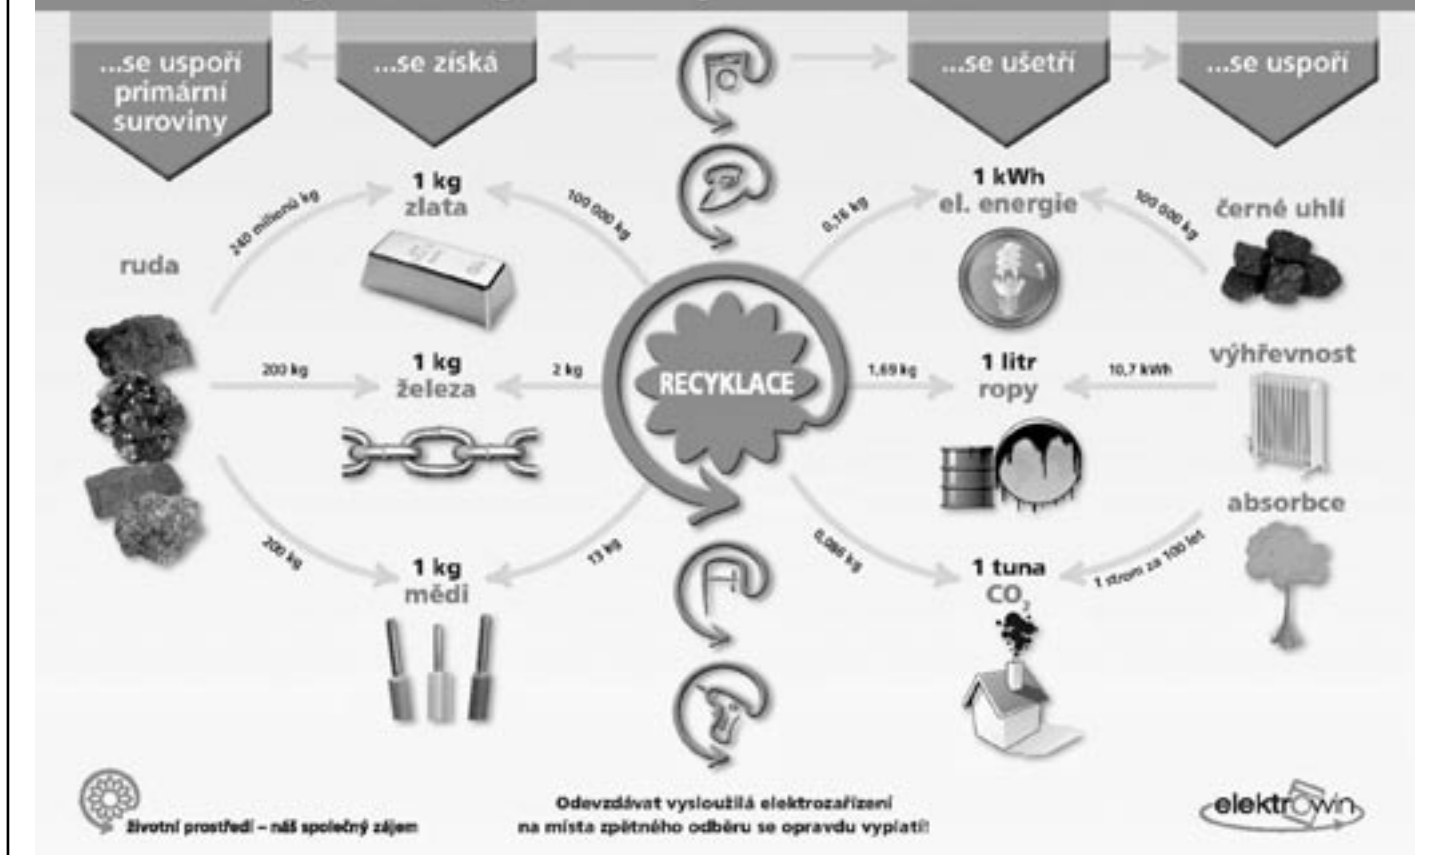 ...se uspoří
primární
suroviny
...se získá
...se ušetří
...se uspoří
1 kg
zlata
240 milionů kg
100 000 kg
ruda
1 kWh
el. energie
0,16 kg
100 000 kg
černé uhlí
1 kg
železa
200 kg
2 kg
RECYKLACE
1,69 kg
1 litr
ropy
10,7 kWh
výhřevnost
absorbce
200 kg
1 kg
mědi
13 kg
0,086 kg
1 tuna
CO2
1 strom za 100 let
životní prostředí – náš společný zájem
Odevzdávat vysloužilá elektrozařízení
na místa zpětného odběru se opravdu vyplatí!
elektrowin